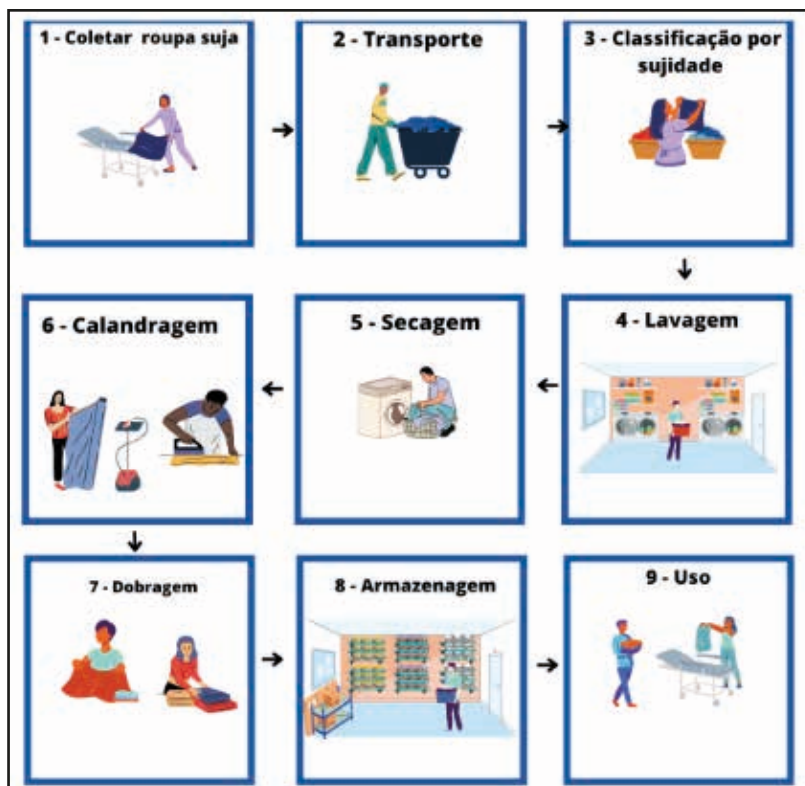 1 - Coletar roupa suja
2 - Transporte
3 - Classificação por
sujidade
4 - Lavagem
5 - Secagem
6 - Calandragem
7 - Dobragem
8 - Armazenagem
9 - Uso